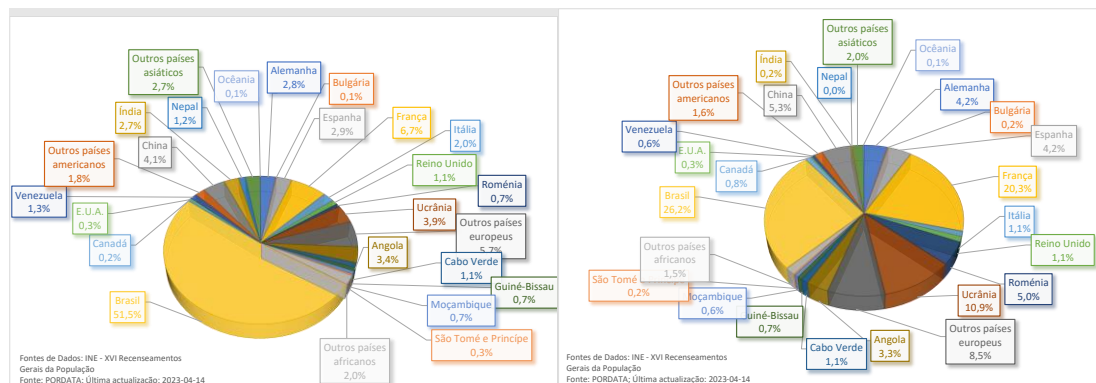 Outros países
asiáticos
2,7%
Ocêania
0,1%
Alemanha
2,8%
Bulgária
0,1%
Índia
2,7%
Nepal
1,2%
Espanha
2,9%
França
6,7%
Itália
2,0%
Outros países
americanos
1,8%
China
4,1%
Reino Unido
1,1%
Venezuela
1,3%
Roménia
0,7%
E.U.A.
0,3%
Ucrânia
3,9%
Canadá
0,2%
Angola
3,4%
Outros países
europeus
5,7%
Cabo Verde
1,1%
Guiné-Bissau
0,7%
Brasil
51,5%
Moçambique
0,7%
São Tomé e Príncipe
0,3%
Outros países
africanos
2,0%
Fontes de Dados: INE - XVI Recenseamentos
Gerais da População
Fonte: PORDATA; Última actualização: 2023-04-14
Outros países
asiáticos
2,0%
Índia
0,2%
Nepal
0,0%
Ocêania
0,1%
Outros países
americanos
1,6%
China
5,3%
Alemanha
4,2%
Bulgária
0,2%
Venezuela
0,6%
Espanha
4,2%
E.U.A.
0,3%
Canadá
0,8%
França
20,3%
Brasil
26,2%
Itália
1,1%
Reino Unido
1,1%
Outros países
africanos
1,5%
São Tomé
0,2%
Moçambique
0,6%
Roménia
5,0%
Guiné-Bissau
0,7%
Ucrânia
10,9%
Outros países
europeus
8,5%
Cabo Verde
1,1%
Angola
3,3%
Fontes de Dados: INE - XVI Recenseamentos
Gerais da População
Fonte: PORDATA; Última actualização: 2023-04-14